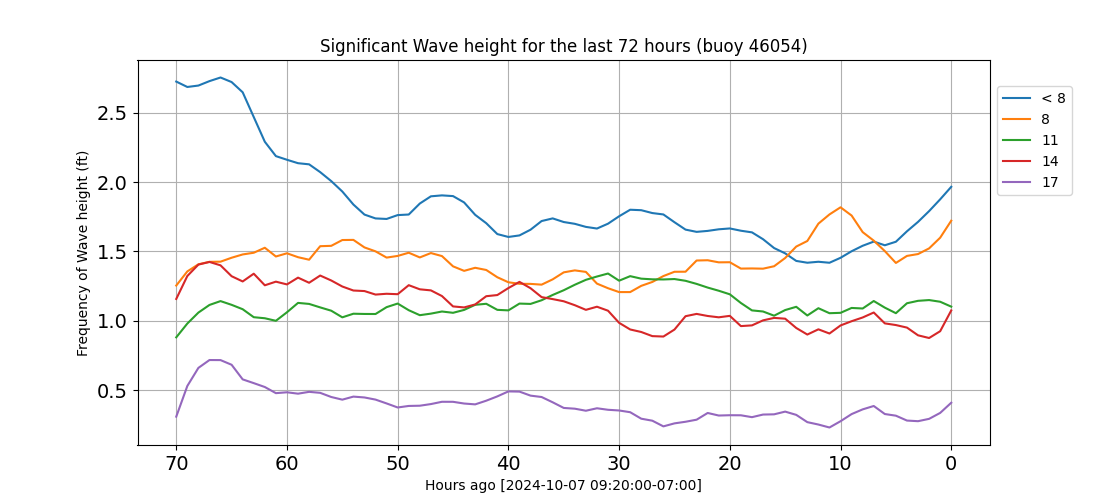 Significant Wave height for the last 72 hours (buoy 46054)
Frequency of Wave height (ft)
2.5
2.0
1.5
1.0
0.5
70 60 50 40 30 20 10 0
Hours ago [2024-10-07 09:20:00-07:00]
< 8
8
11
14
17